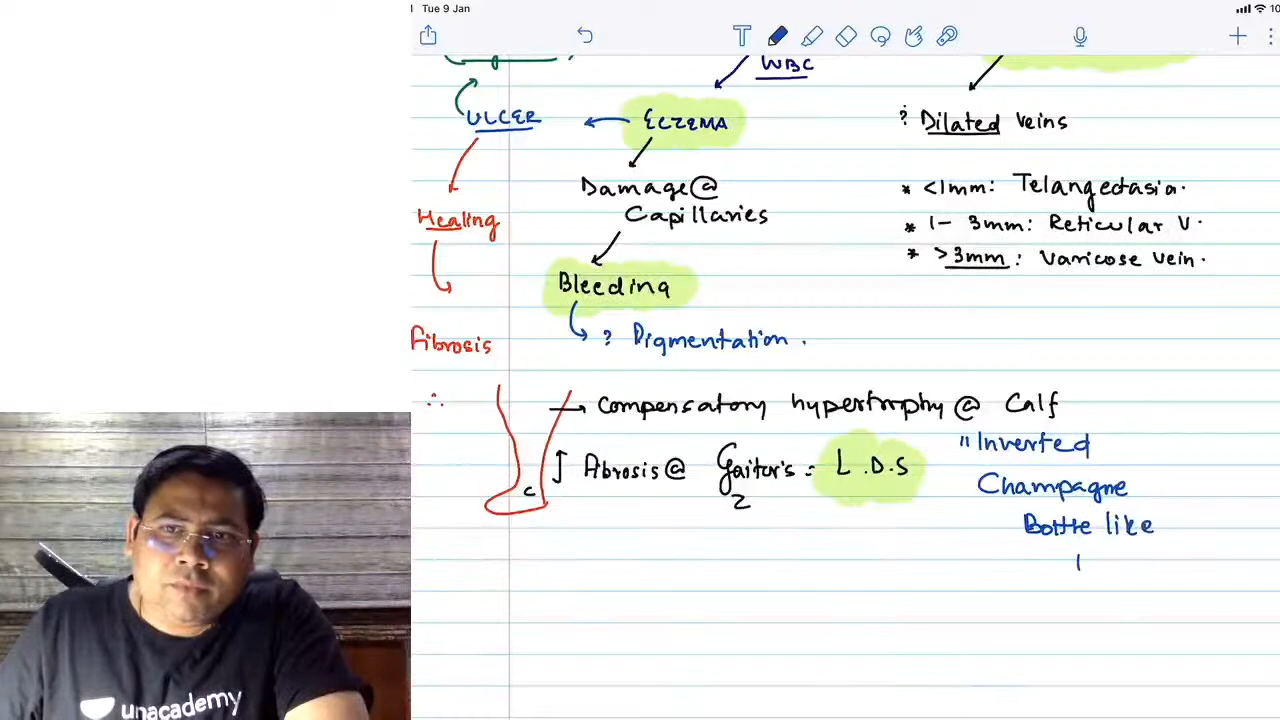 Tue 9 Jan
WBC
ULCER
ECZEMA
? Dilated veins
Damage@
Capillaries
* <1mm: Telangectasia.
Healing
* 1- 3mm: Reticular V.
* >3mm: Varicose vein.
Bleeding
? Pigmentation.
Fibrosis
∴
→ Compensatory hypertrophy @ Calf
"Inverted
Fibrosis @ Gaitor's = L.D.S
Z
C
Champagne
Bottle like
unacademy